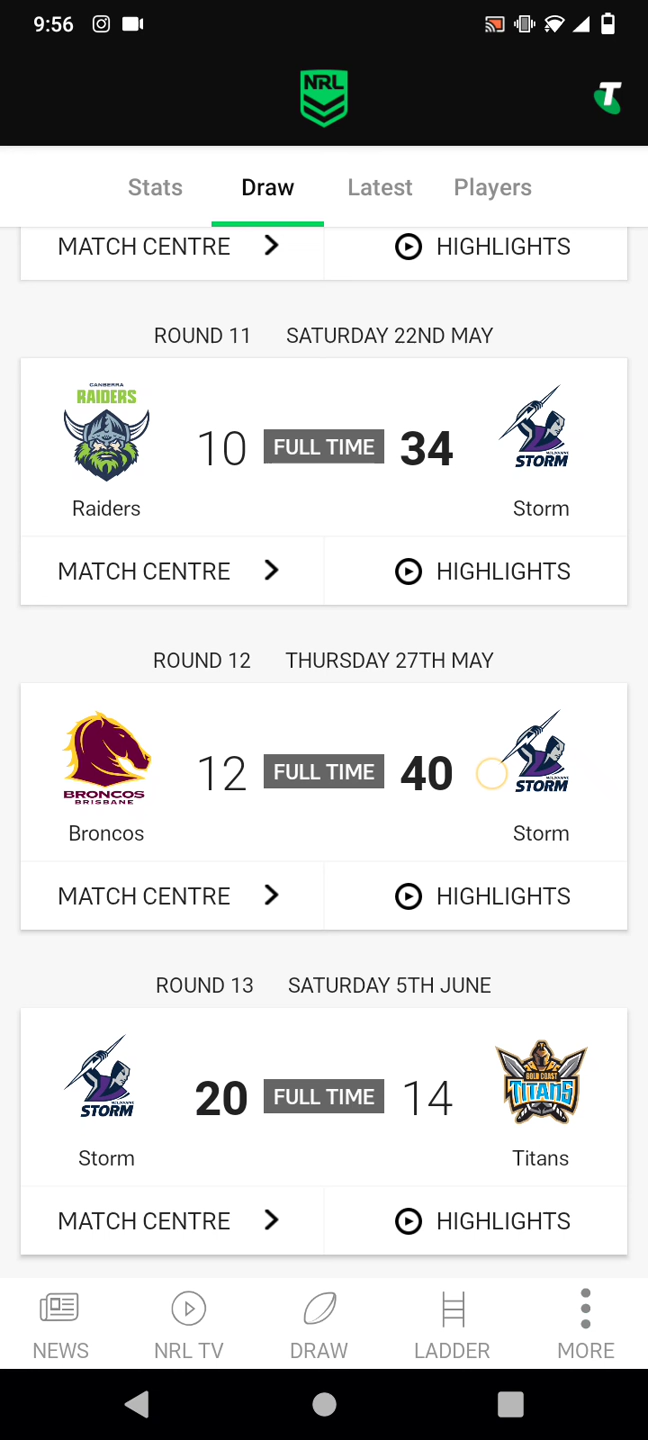 9:56
NRL
T
Stats Draw Latest Players
MATCH CENTRE HIGHLIGHTS
ROUND 11 SATURDAY 22ND MAY
CANBERRA
RAIDERS
10 FULL TIME 34
STORM
Raiders Storm
MATCH CENTRE HIGHLIGHTS
ROUND 12 THURSDAY 27TH MAY
12 FULL TIME 40
BRONCOS
BRISBANE
STORM
Broncos Storm
MATCH CENTRE HIGHLIGHTS
ROUND 13 SATURDAY 5TH JUNE
20 FULL TIME 14
STORM
GOLD COAST
TITANS
Storm Titans
MATCH CENTRE HIGHLIGHTS
NEWS NRL TV DRAW LADDER MORE